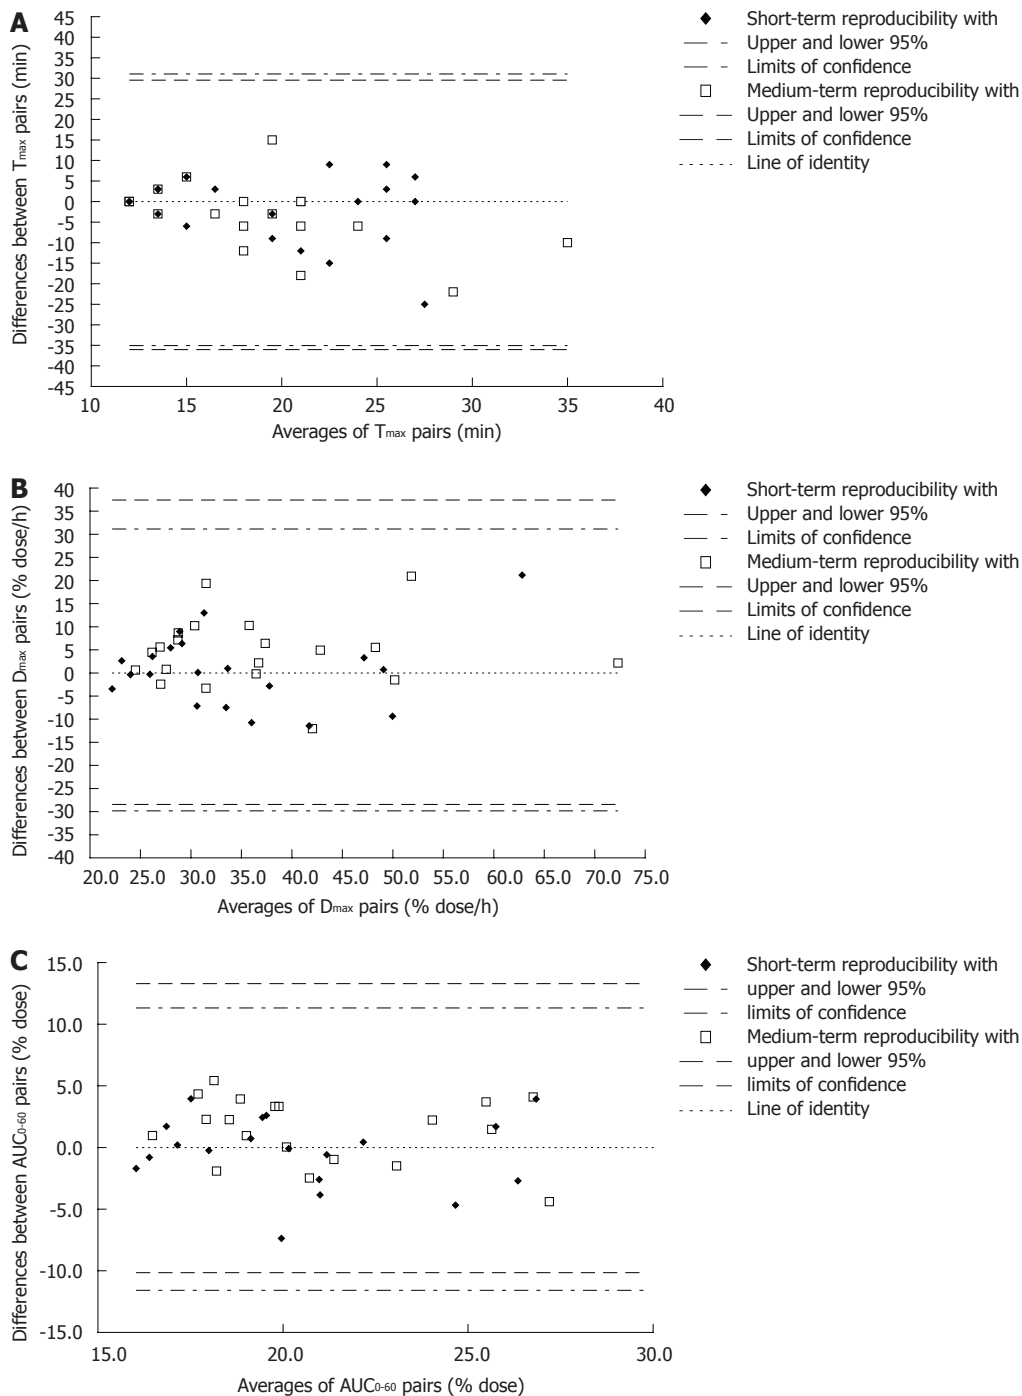 A
45
40
35
30
25
20
15
10
5
0
-5
-10
-15
-20
-25
-30
-35
-40
-45
Differences between Tmax pairs (min)
10 15 20 25 30 35 40
Averages of Tmax pairs (min)
Short-term reproducibility with
Upper and lower 95%
Limits of confidence
Medium-term reproducibility with
Upper and lower 95%
Limits of confidence
Line of identity
B
40
35
30
25
20
15
10
5
0
-5
-10
-15
-20
-25
-30
-35
-40
Differences between Dmax pairs (% dose/h)
20.0 25.0 30.0 35.0 40.0 45.0 50.0 55.0 60.0 65.0 70.0 75.0
Averages of Dmax pairs (% dose/h)
Short-term reproducibility with
Upper and lower 95%
Limits of confidence
Medium-term reproducibility with
Upper and lower 95%
Limits of confidence
Line of identity
C
15.0
10.0
5.0
0.0
-5.0
-10.0
-15.0
Differences between AUC0-60 pairs (% dose)
15.0 20.0 25.0 30.0
Averages of AUC0-60 pairs (% dose)
Short-term reproducibility with
upper and lower 95%
limits of confidence
Medium-term reproducibility with
upper and lower 95%
limits of confidence
Line of identity